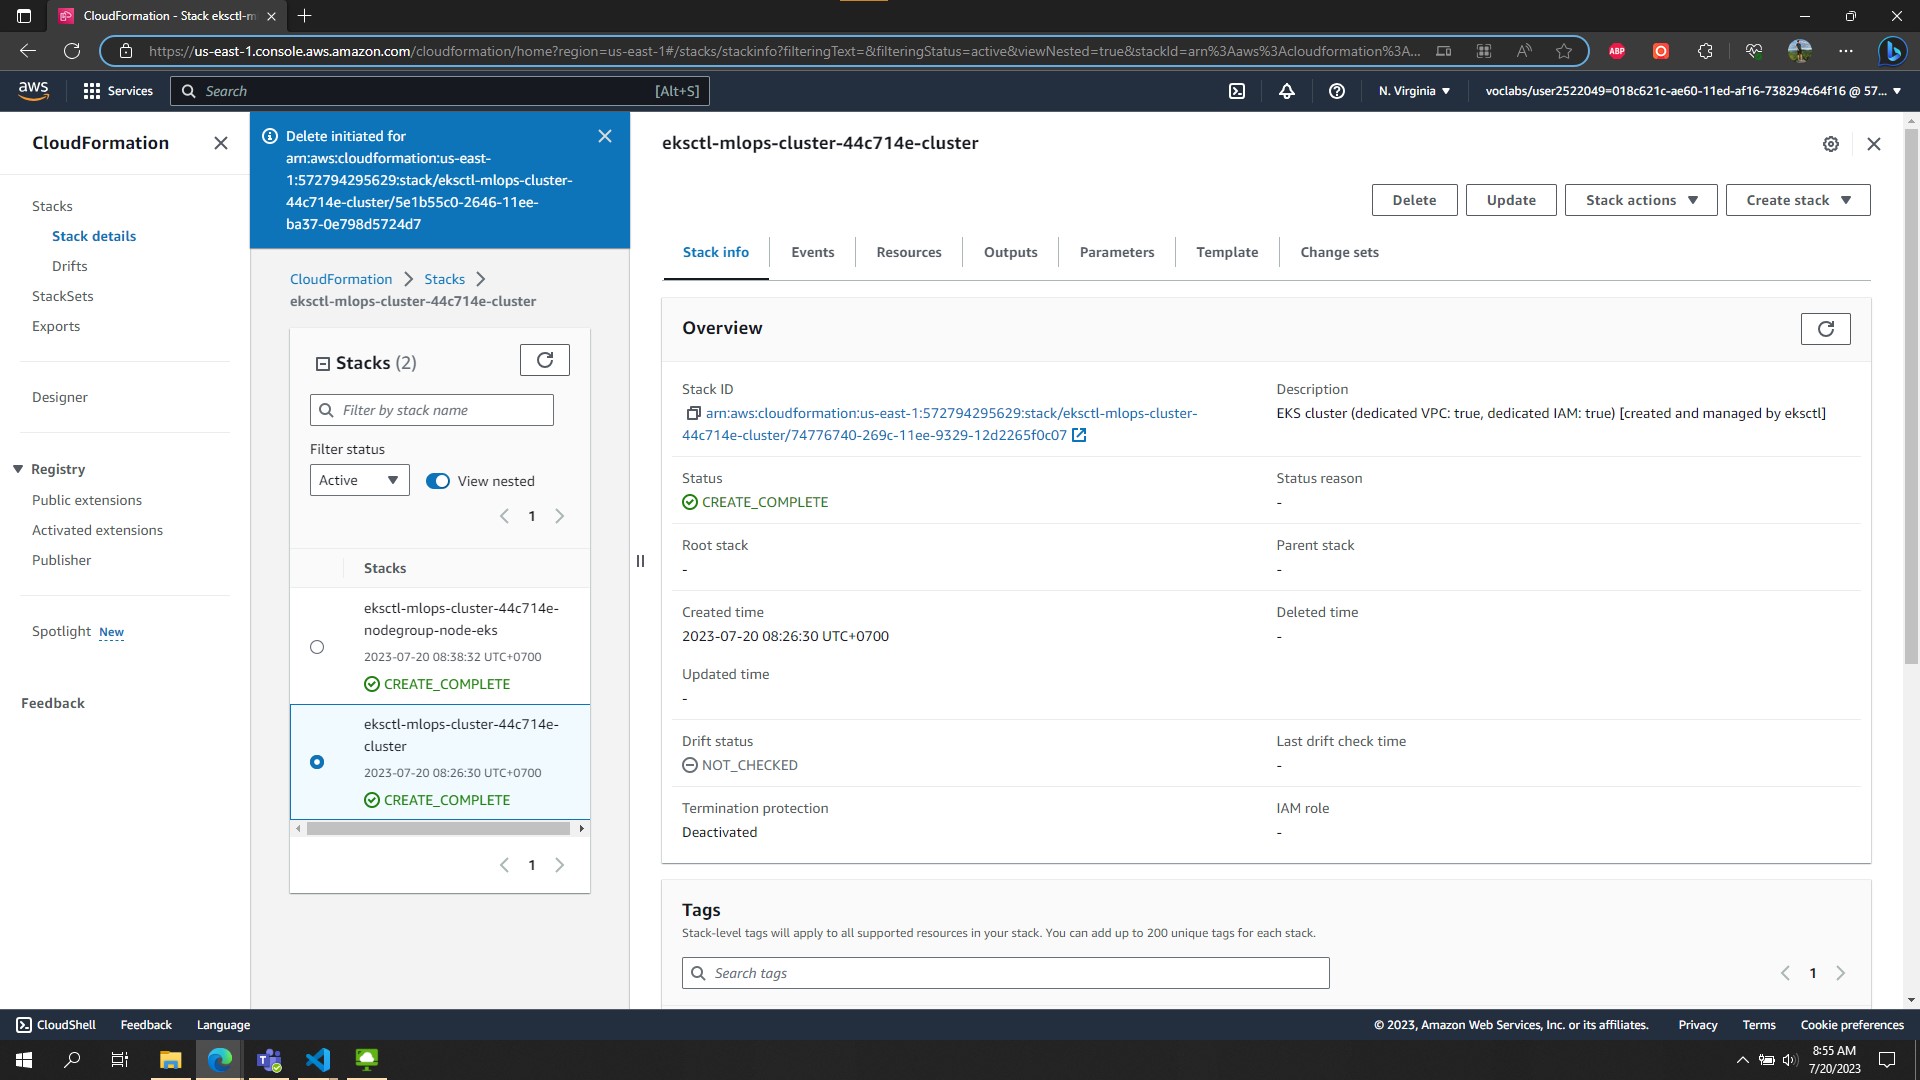 CloudFormation - Stack eksctl-m
https://us-east-1.console.aws.amazon.com/cloudformation/home?region=us-east-1#/stacks/stackinfo?filteringText=&filteringStatus=active&viewNested=true&stackId=arn%3Aaws%3Acloudformation%3A...
ABP
aws
Services
Search
[Alt+S]
N. Virginia
voclabs/user2522049=018c621c-ae60-11ed-af16-738294c64f16 @ 57...
CloudFormation
Stacks
Stack details
Drifts
StackSets
Exports
Designer
Registry
Public extensions
Activated extensions
Publisher
Spotlight New
Feedback
Delete initiated for
arn:aws:cloudformation:us-east-
1:572794295629:stack/eksctl-mlops-cluster-
44c714e-cluster/5e1b55c0-2646-11ee-
ba37-0e798d5724d7
CloudFormation
Stacks
eksctl-mlops-cluster-44c714e-cluster
Stacks (2)
Filter by stack name
Filter status
Active
View nested
1
Stacks
eksctl-mlops-cluster-44c714e-
nodegroup-node-eks
2023-07-20 08:38:32 UTC+0700
CREATE_COMPLETE
eksctl-mlops-cluster-44c714e-
cluster
2023-07-20 08:26:30 UTC+0700
CREATE_COMPLETE
1
eksctl-mlops-cluster-44c714e-cluster
Delete
Update
Stack actions
Create stack
Stack info
Events
Resources
Outputs
Parameters
Template
Change sets
Overview
Stack ID
arn:aws:cloudformation:us-east-1:572794295629:stack/eksctl-mlops-cluster-
44c714e-cluster/74776740-269c-11ee-9329-12d2265f0c07
Description
EKS cluster (dedicated VPC: true, dedicated IAM: true) [created and managed by eksctl]
Status
CREATE_COMPLETE
Status reason
-
Root stack
-
Parent stack
-
Created time
2023-07-20 08:26:30 UTC+0700
Deleted time
-
Updated time
-
Drift status
NOT_CHECKED
Last drift check time
-
Termination protection
Deactivated
IAM role
-
Tags
Stack-level tags will apply to all supported resources in your stack. You can add up to 200 unique tags for each stack.
Search tags
1
CloudShell
Feedback
Language
© 2023, Amazon Web Services, Inc. or its affiliates.
Privacy
Terms
Cookie preferences
8:55 AM
7/20/2023